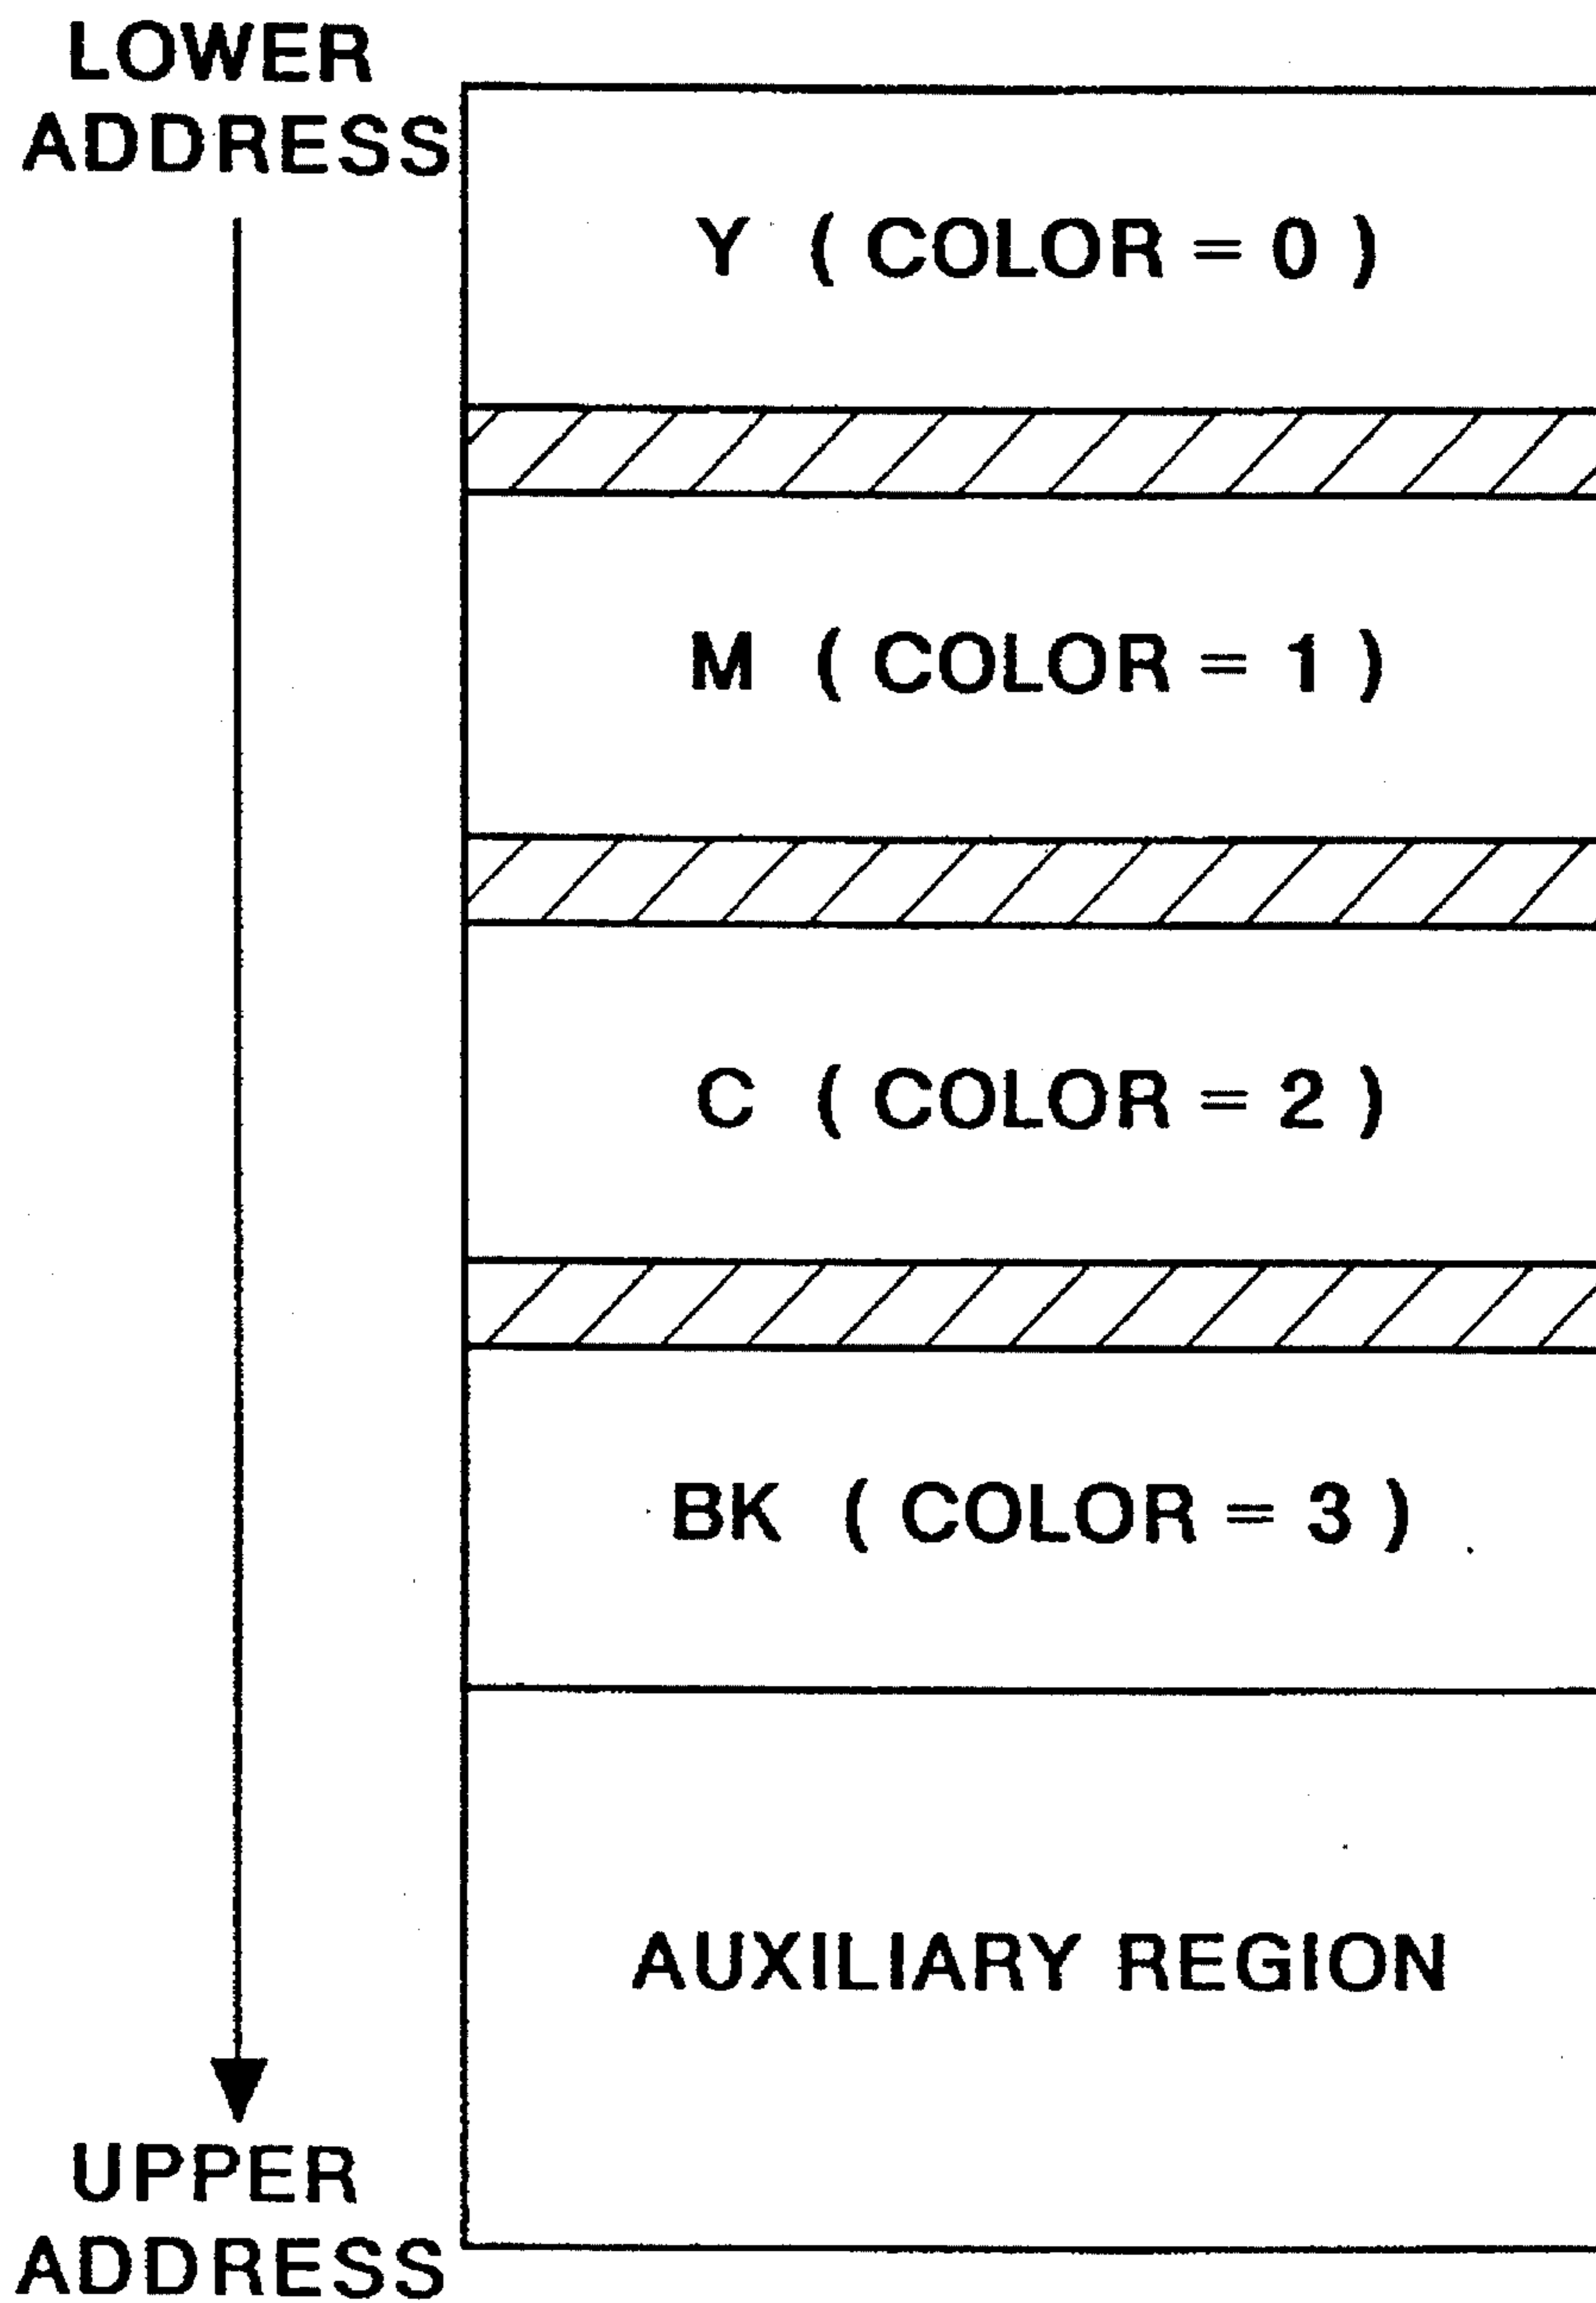 LOWER
ADDRESS
Y ( COLOR = 0 )
M ( COLOR = 1 )
C ( COLOR = 2 )
BK ( COLOR = 3 )
AUXILIARY REGION
UPPER
ADDRESS